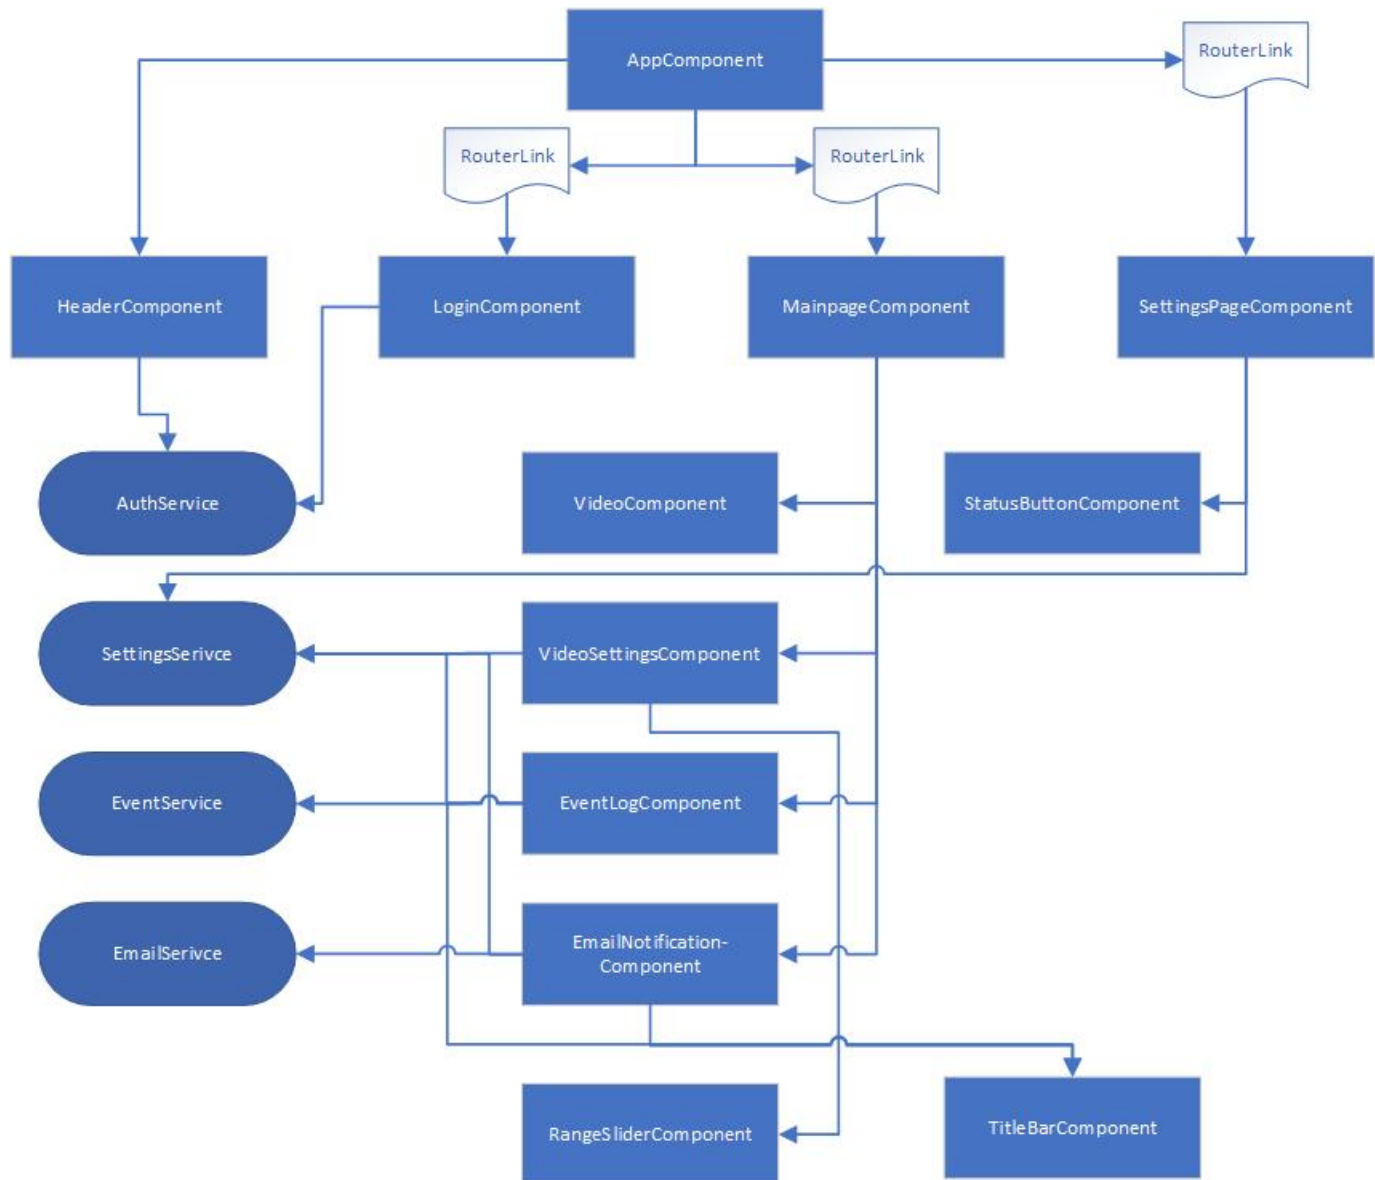 AppComponent
RouterLink
RouterLink
RouterLink
HeaderComponent
LoginComponent
MainpageComponent
SettingsPageComponent
AuthService
VideoComponent
StatusButtonComponent
SettingsSerivce
VideoSettingsComponent
EventService
EventLogComponent
EmailSerivce
EmailNotification-
Component
RangeSliderComponent
TitleBarComponent